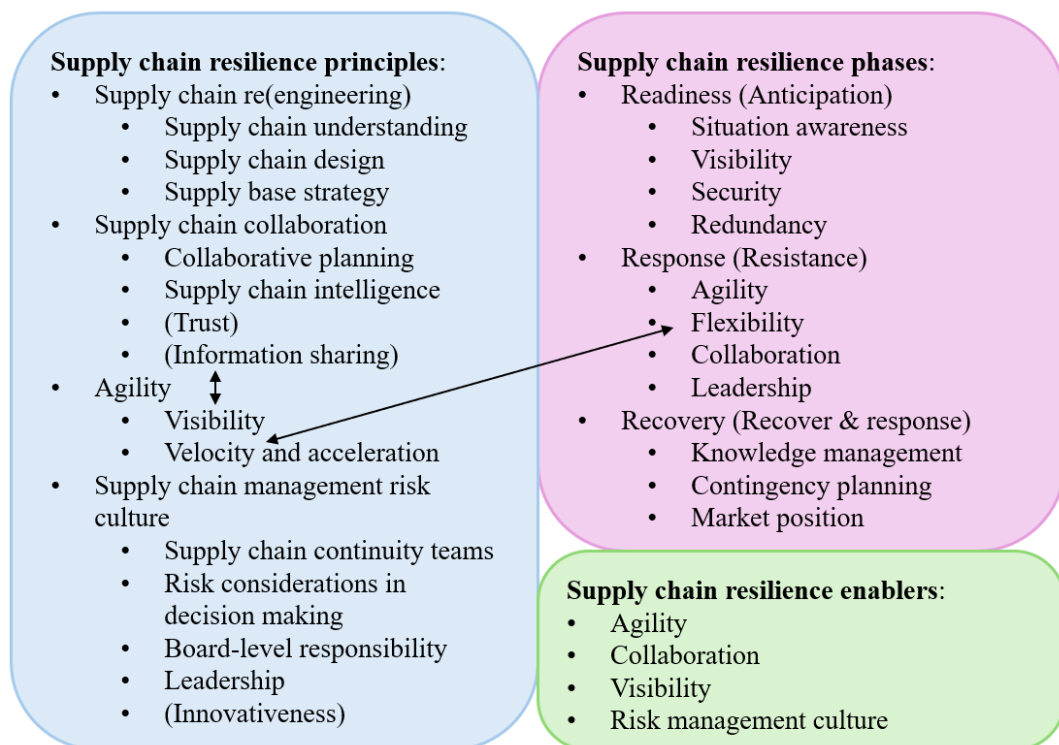 Supply chain resilience principles:
• Supply chain re(engineering)
• Supply chain understanding
• Supply chain design
• Supply base strategy
• Supply chain collaboration
• Collaborative planning
• Supply chain intelligence
• (Trust)
• (Information sharing)
• Agility
• Visibility
• Velocity and acceleration
• Supply chain management risk
culture
• Supply chain continuity teams
• Risk considerations in
decision making
• Board-level responsibility
• Leadership
• (Innovativeness)
Supply chain resilience phases:
• Readiness (Anticipation)
• Situation awareness
• Visibility
• Security
• Redundancy
• Response (Resistance)
• Agility
• Flexibility
• Collaboration
• Leadership
• Recovery (Recover & response)
• Knowledge management
• Contingency planning
• Market position
Supply chain resilience enablers:
• Agility
• Collaboration
• Visibility
• Risk management culture